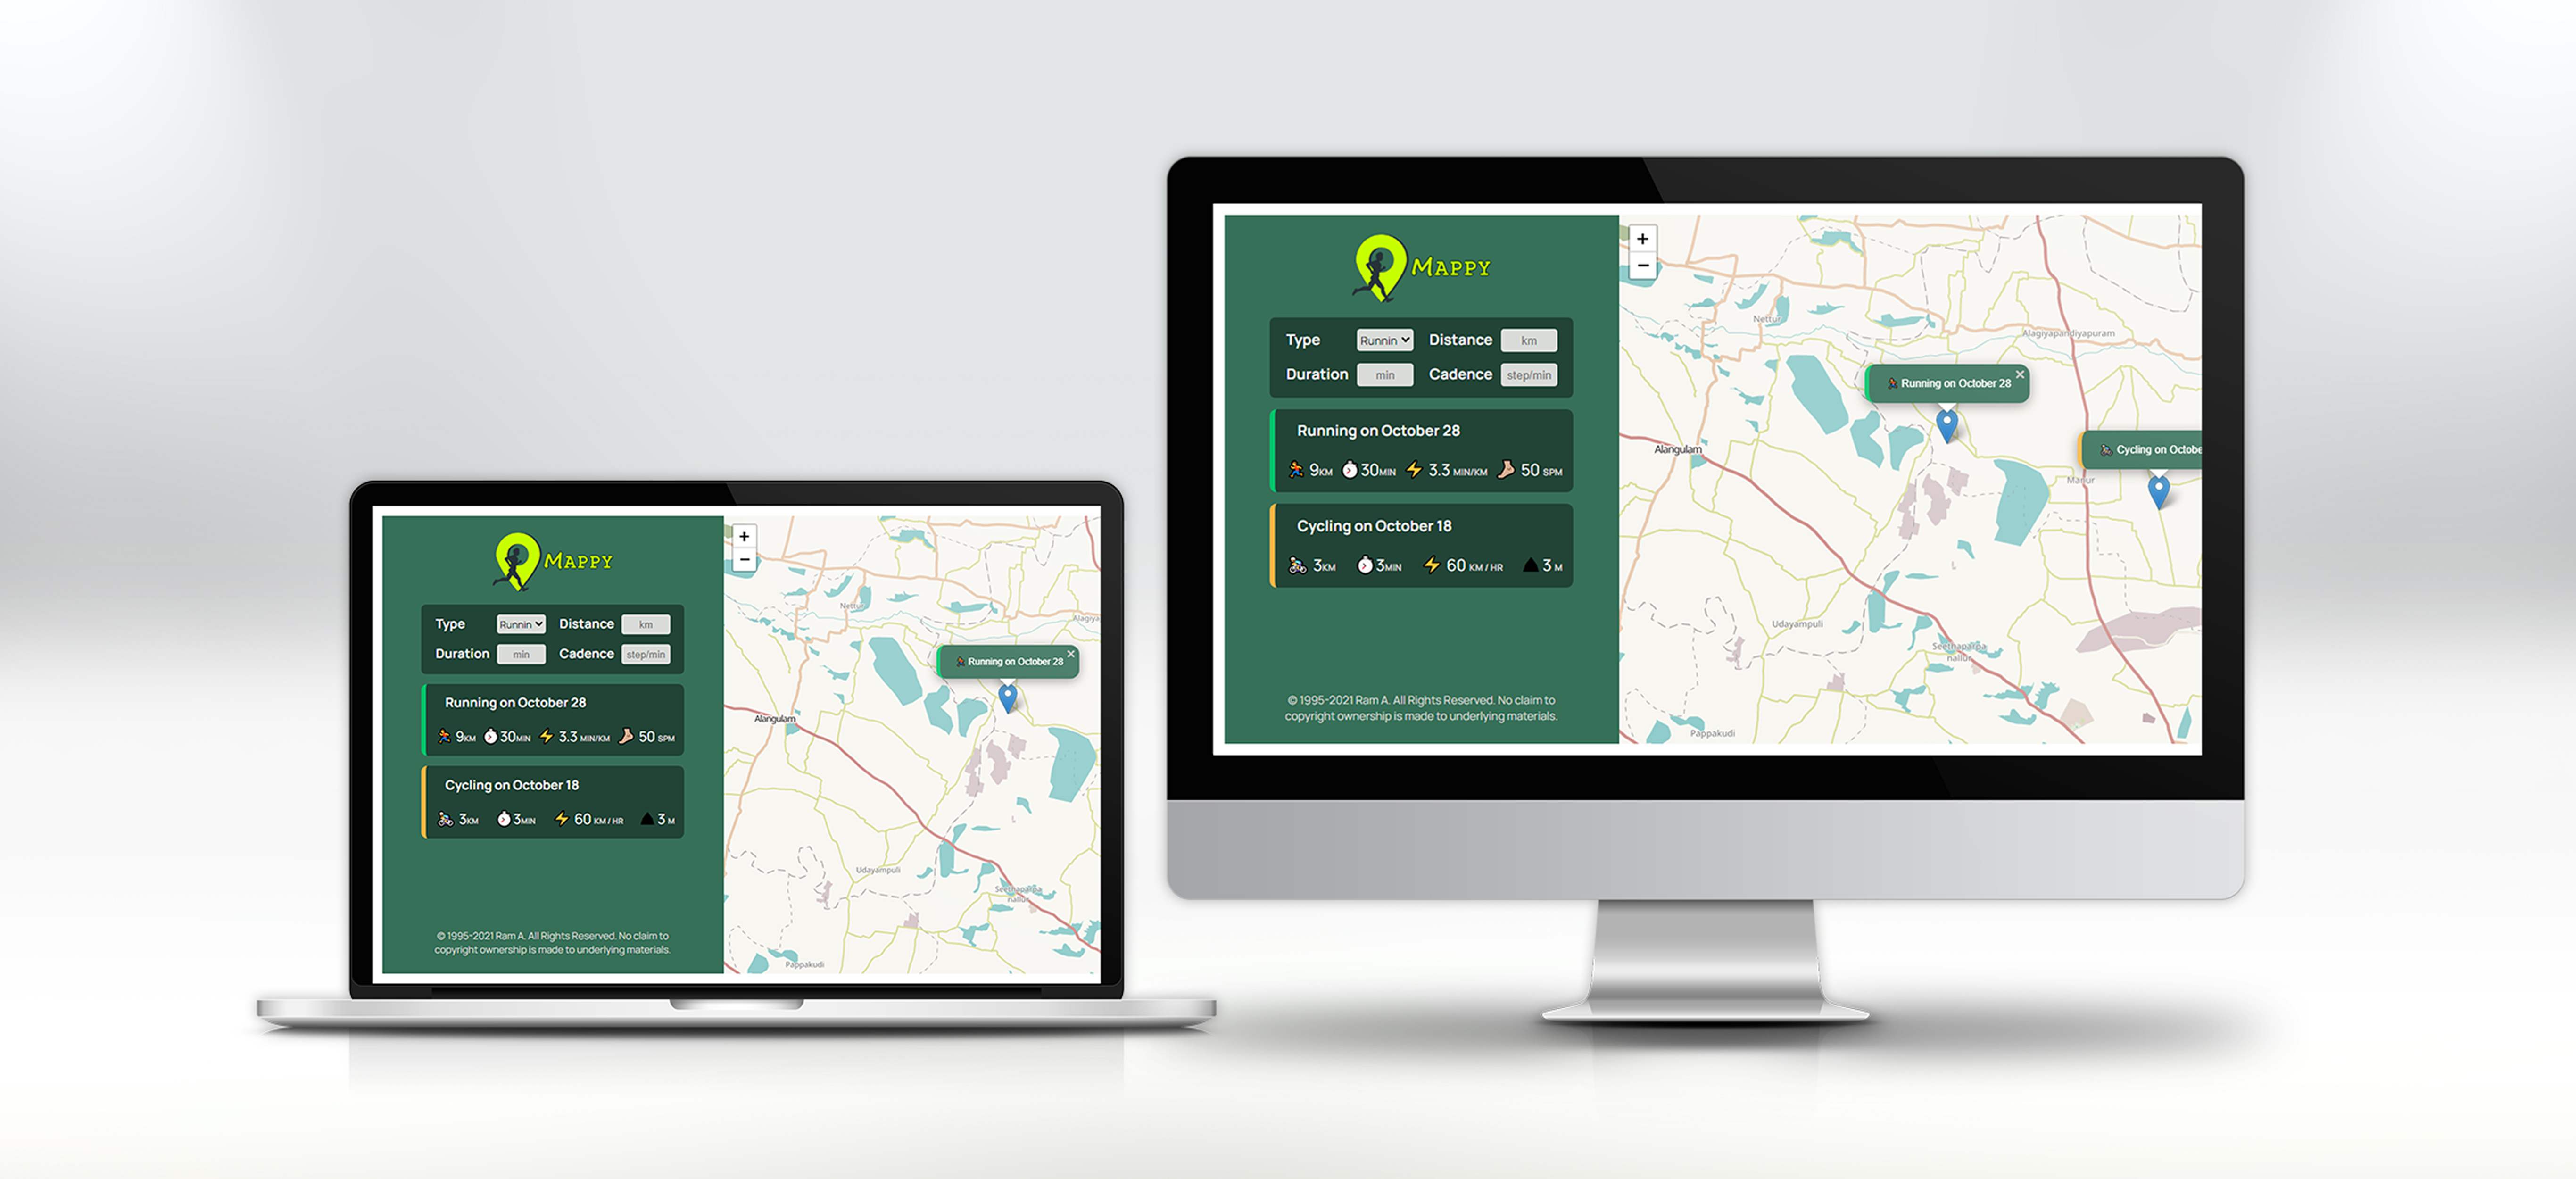 MAPPY
Type Runnin Distance km
Duration min Cadence step/min
Running on October 28
9KM 30MIN 3.3 MIN/KM 50 SPM
Cycling on October 18
3KM 3MIN 60 KM / HR 3 M
© 1995-2021 Ram A. All Rights Reserved. No claim to
copyright ownership is made to underlying materials.
+
−
Nettur
Alagiya
Running on October 28 ×
Alangulam
Udayampuli
Seethaparpa
nallur
Pappakudi
MAPPY
Type Runnin Distance km
Duration min Cadence step/min
Running on October 28
9KM 30MIN 3.3 MIN/KM 50 SPM
Cycling on October 18
3KM 3MIN 60 KM / HR 3 M
© 1995-2021 Ram A. All Rights Reserved. No claim to
copyright ownership is made to underlying materials.
+
−
Nettur
Alagiyapandiyapuram
Running on October 28 ×
Alangulam
Cycling on Octobe
Manur
Udayampuli
Seethaparpa
nallur
Pappakudi